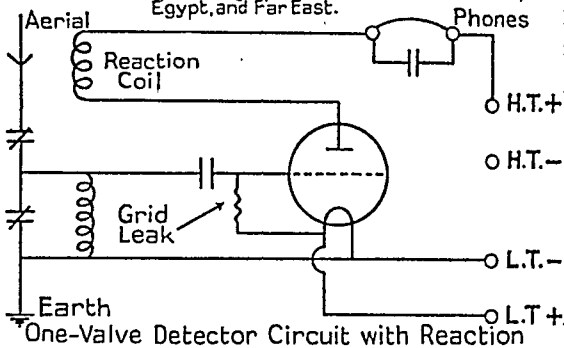 Egypt, and Far East.
Aerial
Phones
Reaction
Coil
H.T.+
H.T.-
Grid
Leak
L.T.-
Earth
L.T +.
One-Valve Detector Circuit with Reaction